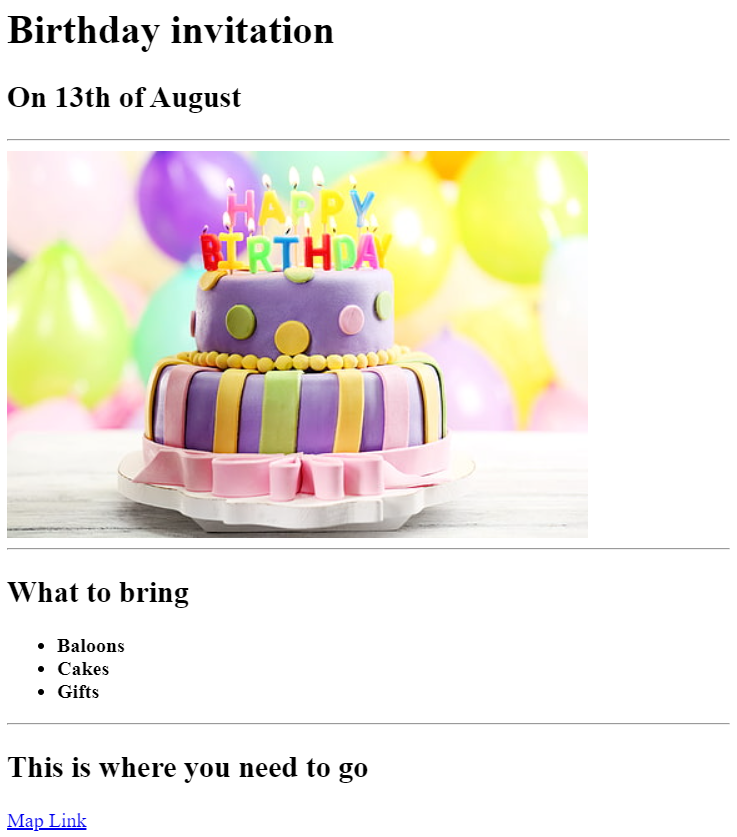 Birthday invitation
On 13th of August
HAPPY
BIRTHDAY
What to bring
Baloons
Cakes
Gifts
This is where you need to go
Map Link